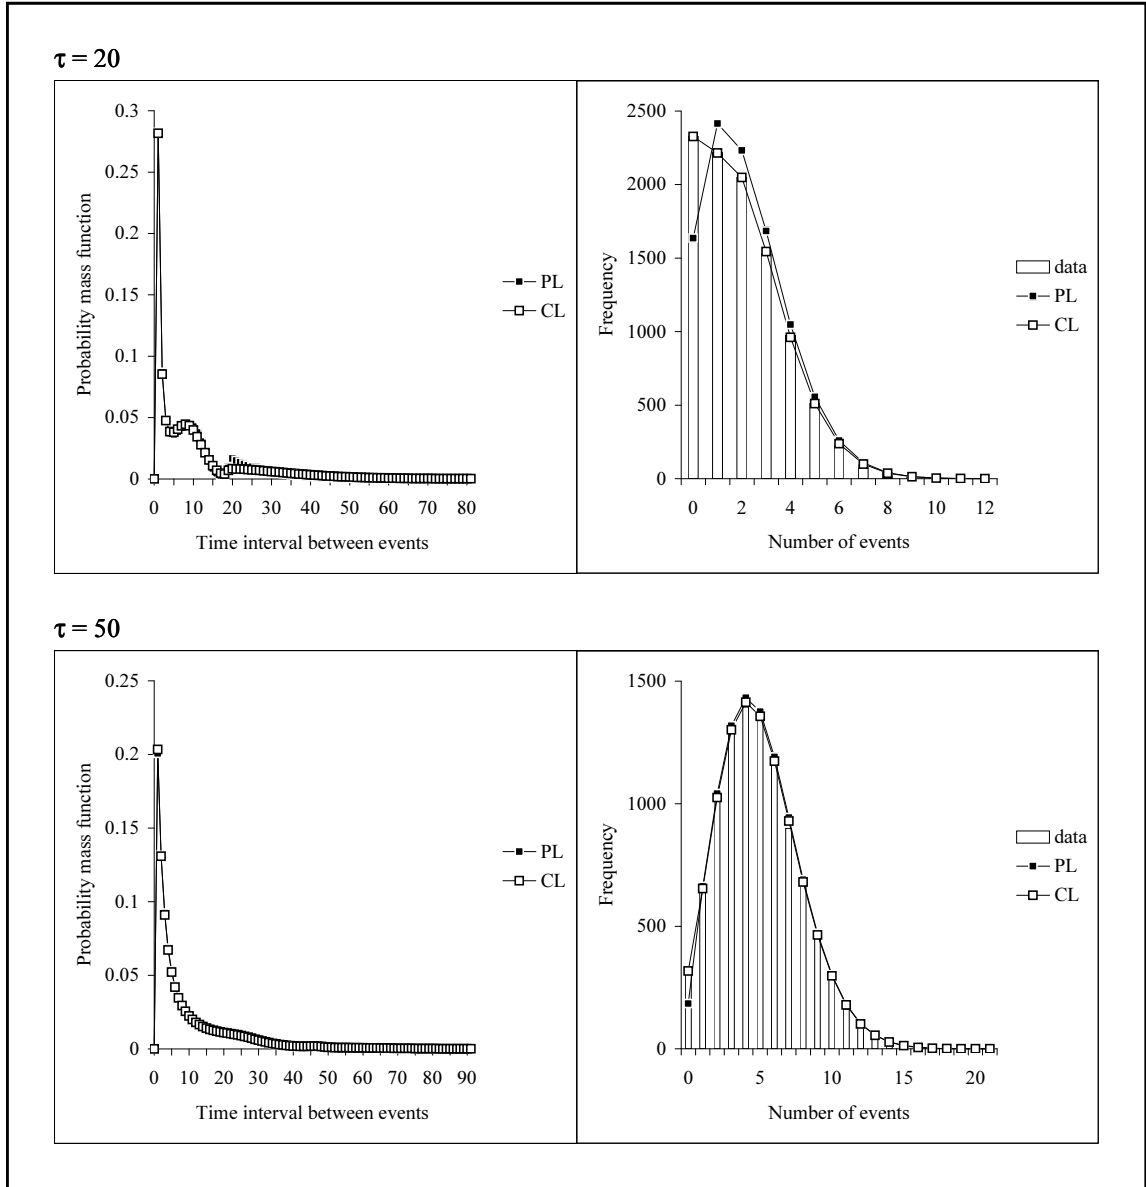 τ = 20
0.3
0.25
0.2
0.15
0.1
0.05
0
Probability mass function
0 10 20 30 40 50 60 70 80
Time interval between events
PL
CL
2500
2000
1500
1000
500
0
Frequency
0 2 4 6 8 10 12
Number of events
data
PL
CL
τ = 50
0.25
0.2
0.15
0.1
0.05
0
Probability mass function
0 10 20 30 40 50 60 70 80 90
Time interval between events
PL
CL
1500
1000
500
0
Frequency
0 5 10 15 20
Number of events
data
PL
CL